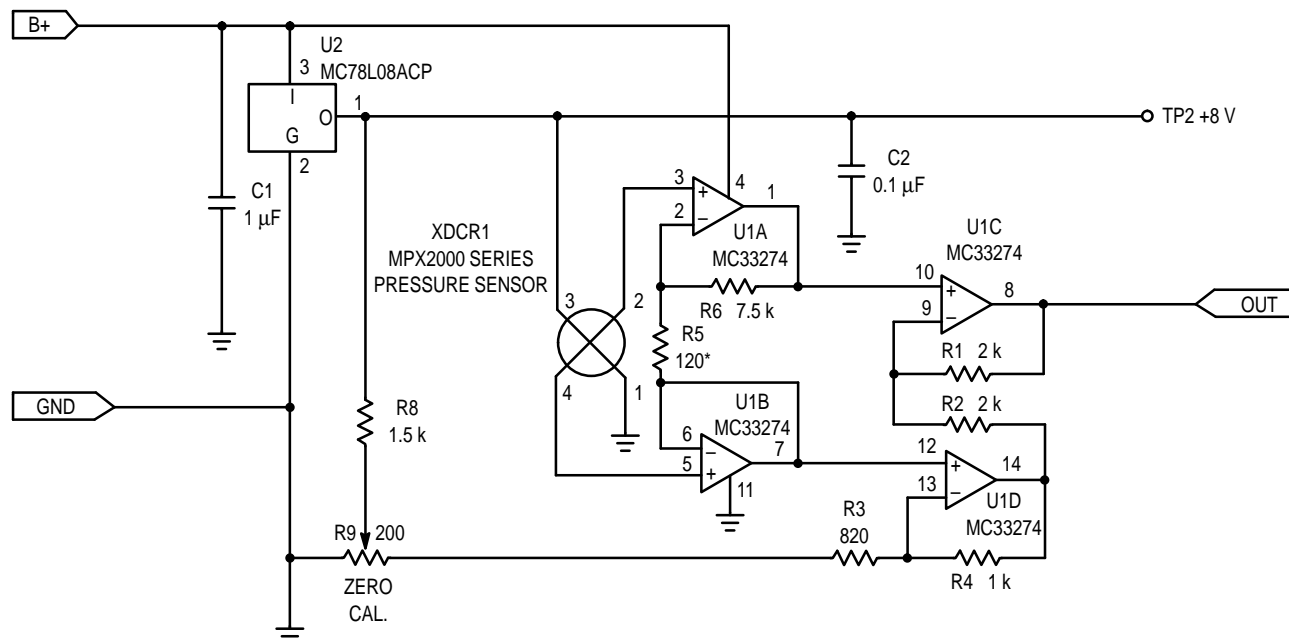 B+
U2
MC78L08ACP
3
I
O
G
1
2
TP2 +8 V
C1
1 µF
C2
0.1 µF
XDCR1
MPX2000 SERIES
PRESSURE SENSOR
3
2
4
1
3
+
2
–
4
1
U1A
MC33274
R6 7.5 k
R5
120*
U1B
MC33274
6
–
5
+
7
11
U1C
MC33274
10
+
9
–
8
OUT
R1 2 k
R2 2 k
12
+
13
–
14
U1D
MC33274
GND
R8
1.5 k
R9 200
ZERO
CAL.
R3
820
R4 1 k